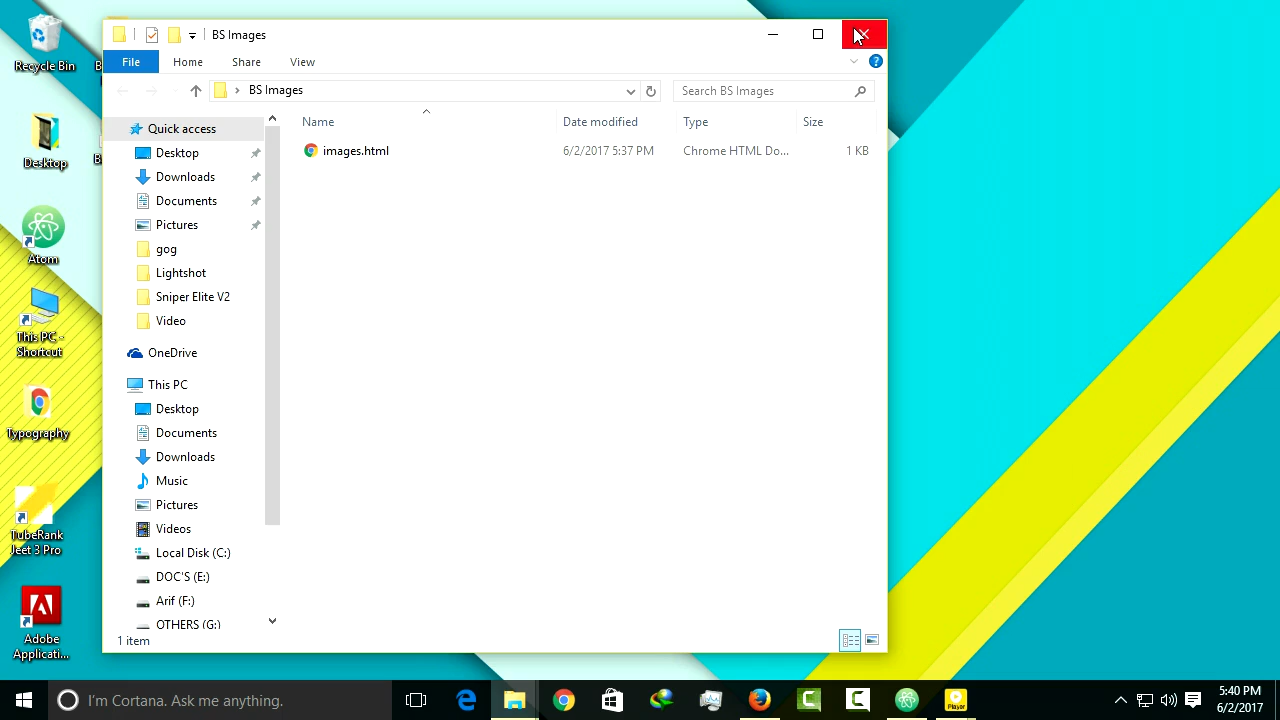 BS Images
File
Home
Share
View
BS Images
Search BS Images
Name
Date modified
Type
Size
images.html
6/2/2017 5:37 PM
Chrome HTML Do...
1 KB
Quick access
Desktop
Downloads
Documents
Pictures
gog
Lightshot
Sniper Elite V2
Video
OneDrive
This PC
Desktop
Documents
Downloads
Music
Pictures
Videos
Local Disk (C:)
DOC'S (E:)
Arif (F:)
OTHERS (G:)
1 item
Recycle Bin
Desktop
Atom
This PC -
Shortcut
Typography
TubeRank
Jeet 3 Pro
Adobe
Applicati...
I'm Cortana. Ask me anything.
Player
5:40 PM
6/2/2017